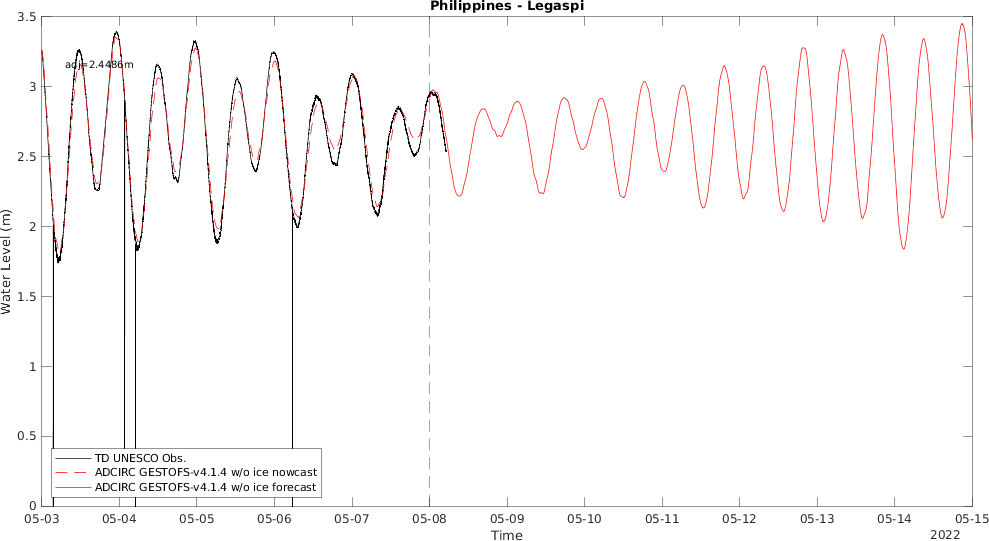 Philippines - Legaspi
3.5
3
2.5
2
1.5
1
0.5
0
Water Level (m)
adj=2.4486m
TD UNESCO Obs.
ADCIRC GESTOFS-v4.1.4 w/o ice nowcast
ADCIRC GESTOFS-v4.1.4 w/o ice forecast
05-03 05-04 05-05 05-06 05-07 05-08 05-09 05-10 05-11 05-12 05-13 05-14 05-15
Time
2022